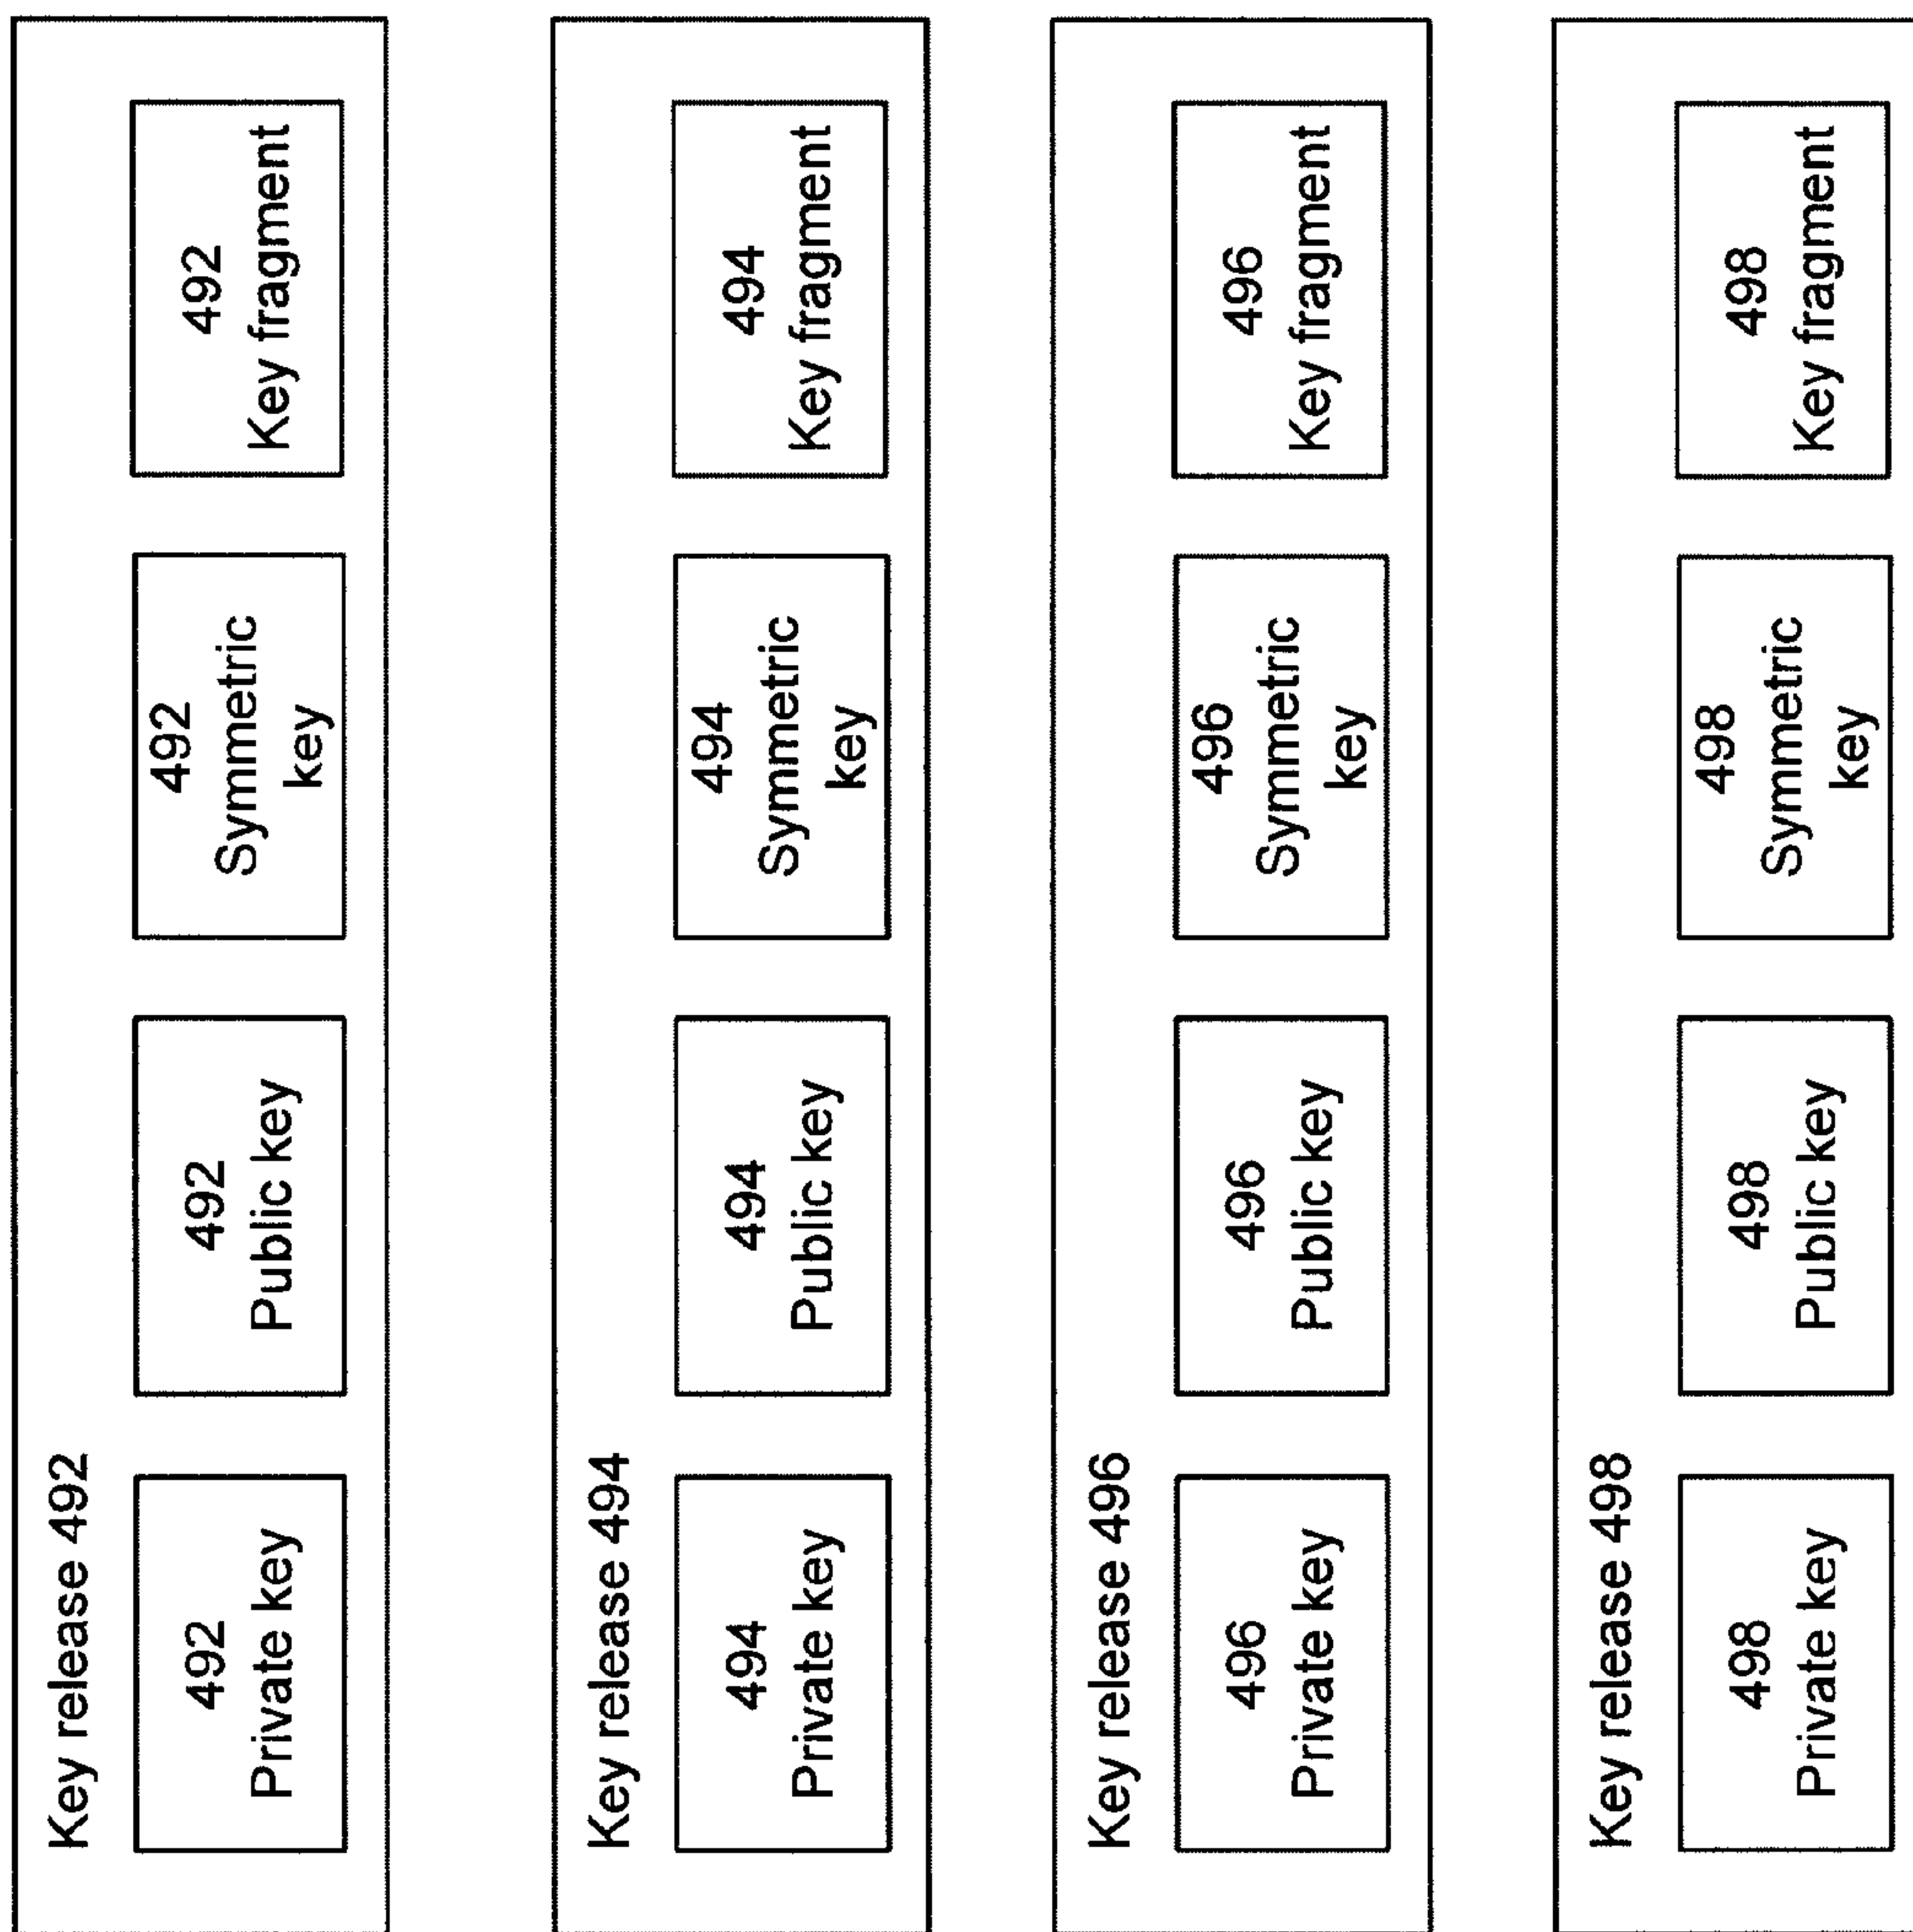 Key release 492
492
Private key
492
Public key
492
Symmetric
key
492
Key fragment
Key release 494
494
Private key
494
Public key
494
Symmetric
key
494
Key fragment
Key release 496
496
Private key
496
Public key
496
Symmetric
key
496
Key fragment
Key release 498
498
Private key
498
Public key
498
Symmetric
key
498
Key fragment